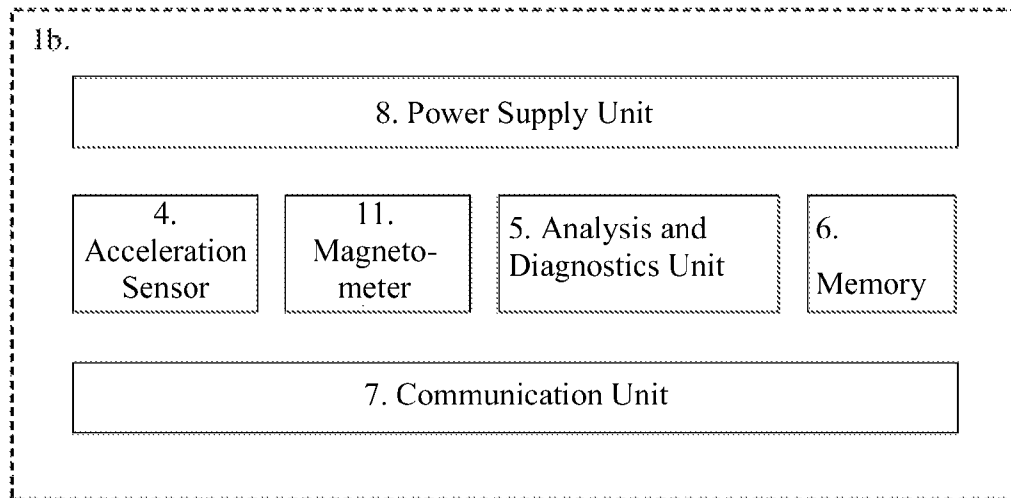 1b.
8. Power Supply Unit
4.
Acceleration
Sensor
11.
Magneto-
meter
5. Analysis and
Diagnostics Unit
6.
Memory
7. Communication Unit